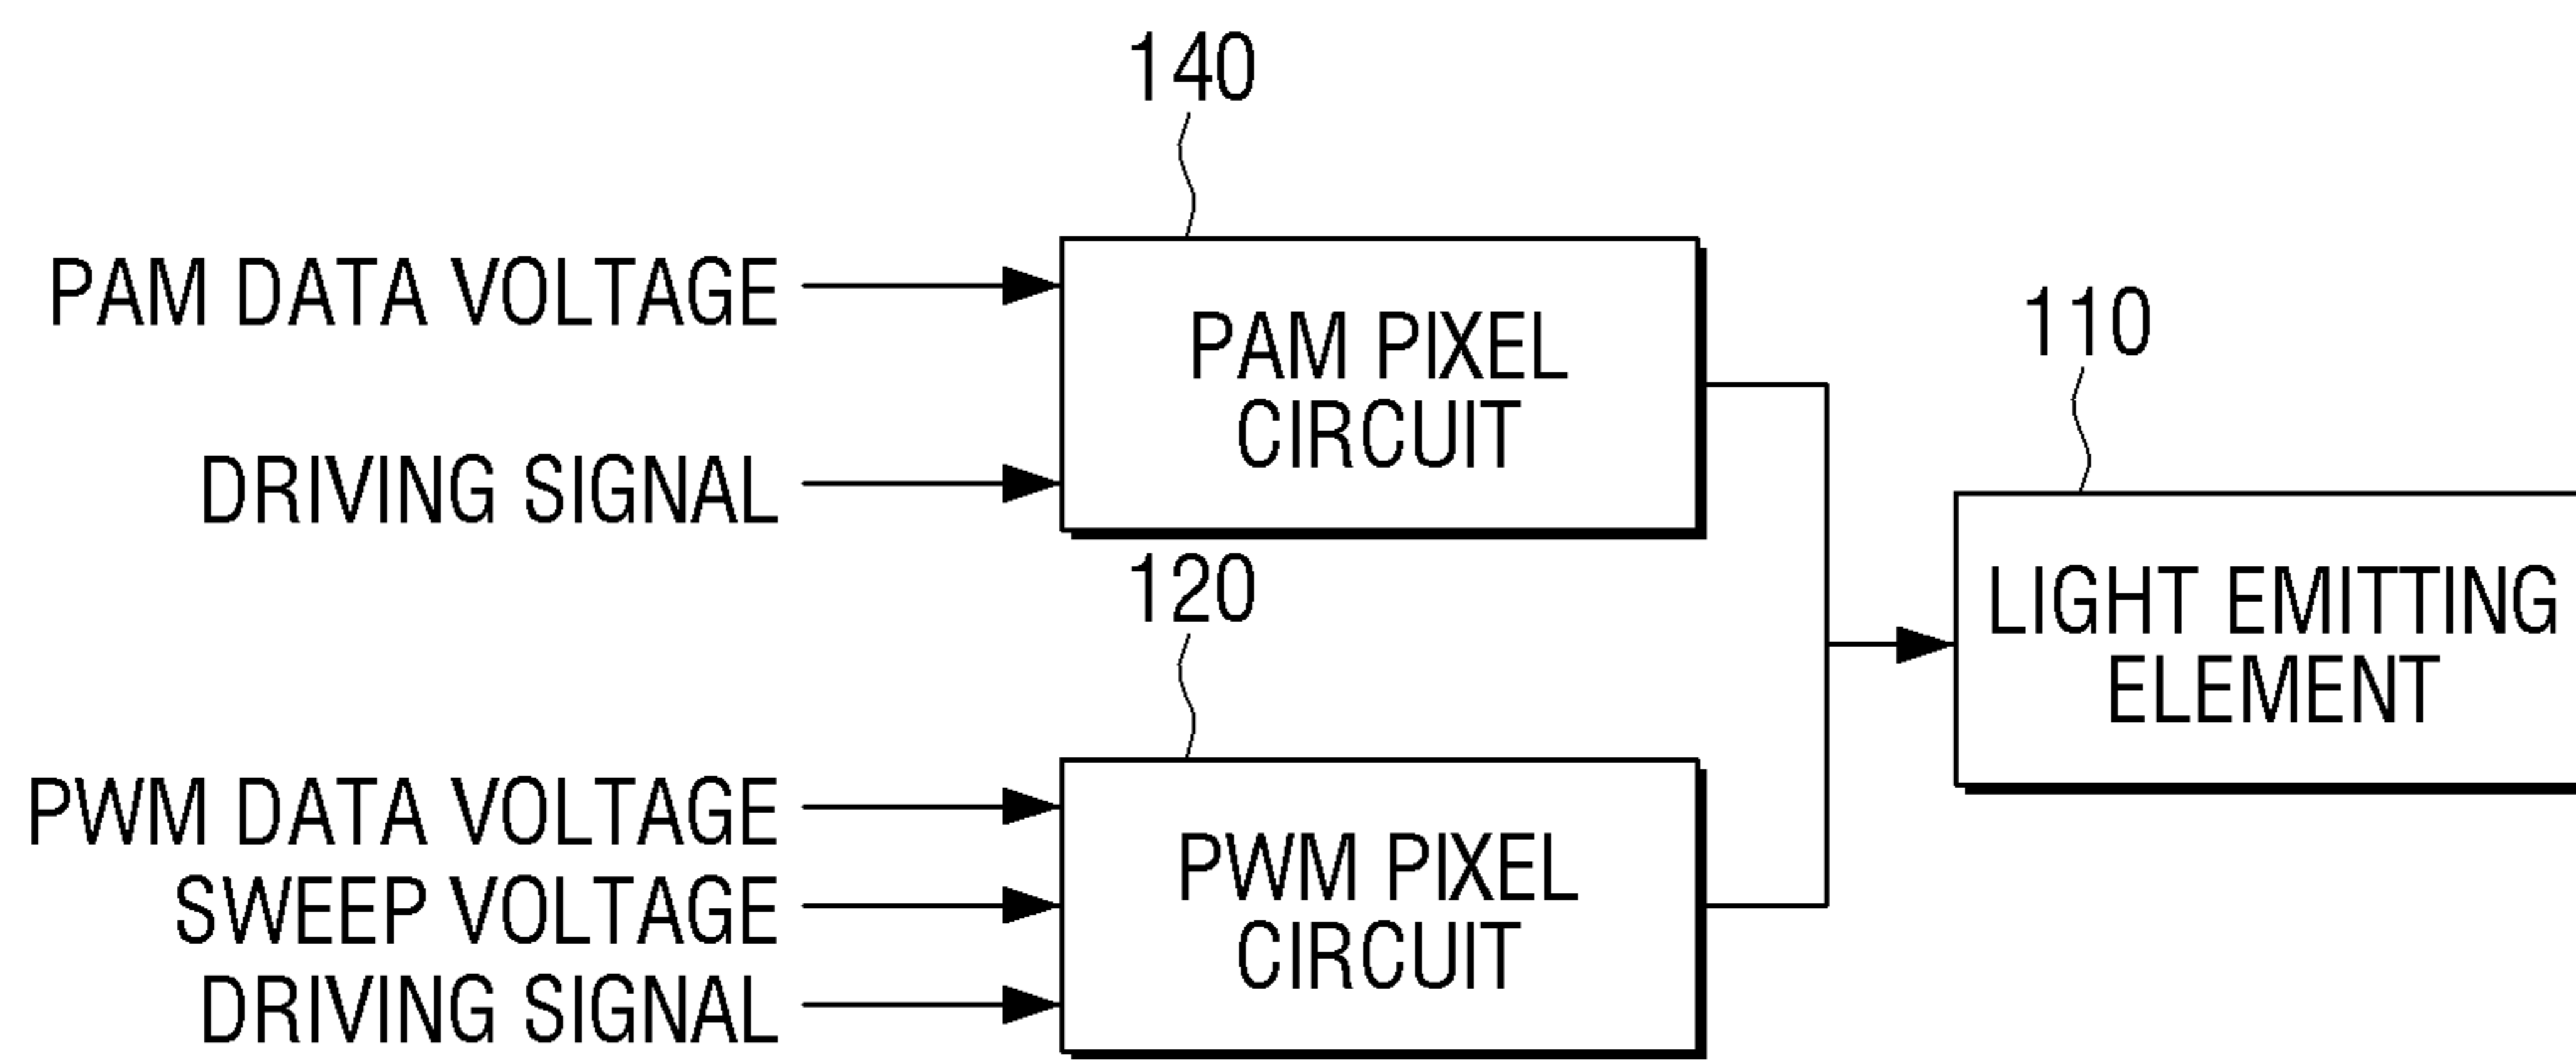 140
PAM DATA VOLTAGE
DRIVING SIGNAL
PAM PIXEL
CIRCUIT
110
LIGHT EMITTING
ELEMENT
120
PWM DATA VOLTAGE
SWEEP VOLTAGE
DRIVING SIGNAL
PWM PIXEL
CIRCUIT